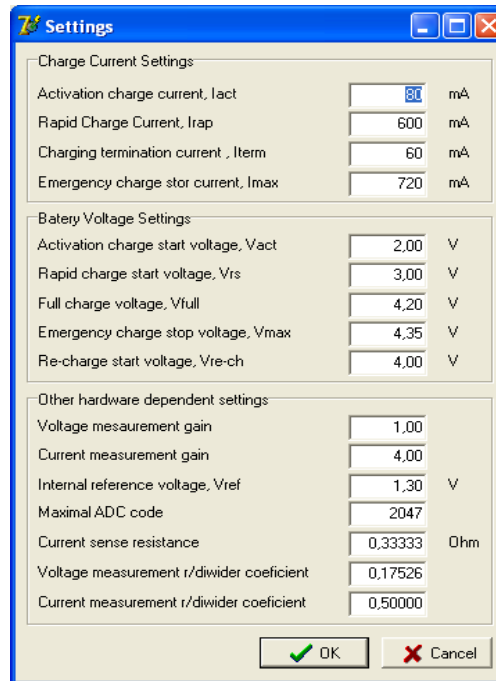 Settings
Charge Current Settings
Activation charge current, Iact 80 mA
Rapid Charge Current, Irap 600 mA
Charging termination current , Iterm 60 mA
Emergency charge stor current, Imax 720 mA
Batery Voltage Settings
Activation charge start voltage, Vact 2,00 V
Rapid charge start voltage, Vrs 3,00 V
Full charge voltage, Vfull 4,20 V
Emergency charge stop voltage, Vmax 4,35 V
Re-charge start voltage, Vre-ch 4,00 V
Other hardware dependent settings
Voltage mesaurement gain 1,00
Current measurement gain 4,00
Internal reference voltage, Vref 1,30 V
Maximal ADC code 2047
Current sense resistance 0,33333 Ohm
Voltage measurement r/diwider coeficient 0,17526
Current measurement r/diwider coeficient 0,50000
OK Cancel